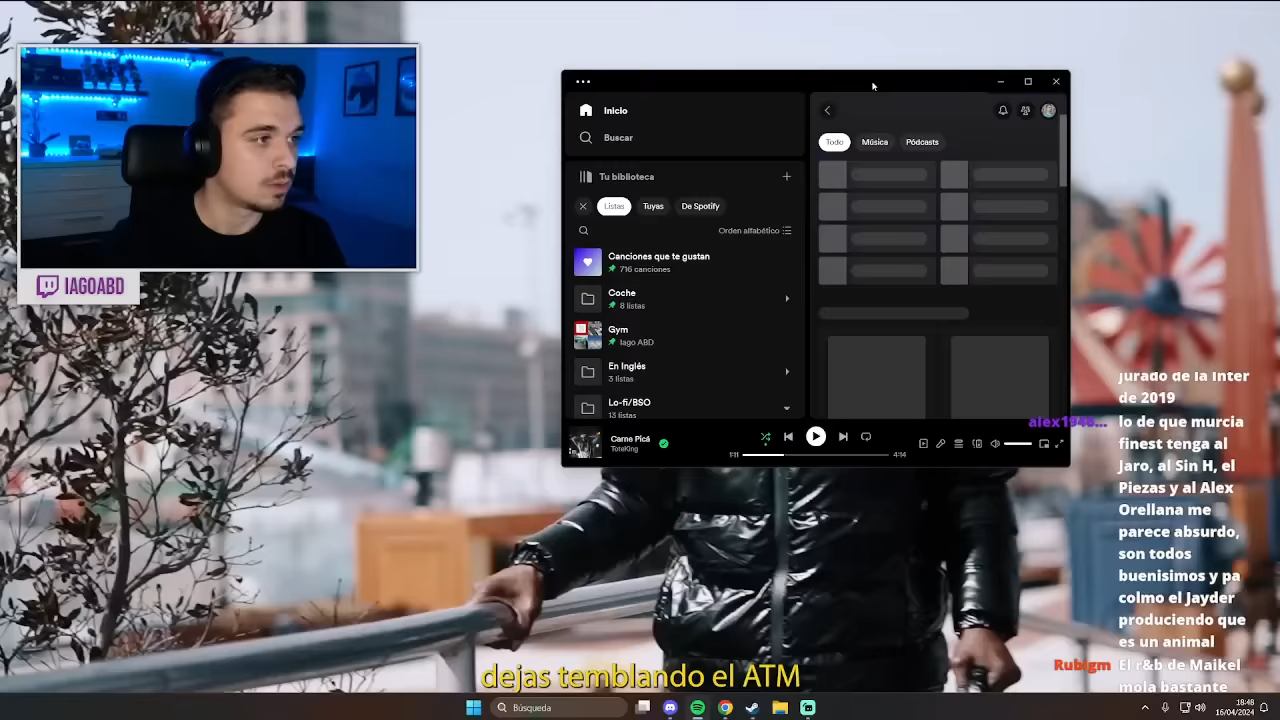 IAGOABD
Inicio
Buscar
Tu biblioteca
Listas
Tuyas
De Spotify
Orden alfabético
Canciones que te gustan
716 canciones
Coche
8 listas
Gym
Iago ABD
En Inglés
3 listas
Lo-fi/BSO
13 listas
Todo
Música
Pódcasts
Carne Picá
ToteKing
1:11
4:14
jurado de la Inter
de 2019
alex1940...
lo de que murcia
finest tenga al
Jaro, al Sin H, el
Piezas y al Alex
Orellana me
parece absurdo,
son todos
buenisimos y pa
colmo el Jayder
produciendo que
es un animal
Rubigm El r&b de Maikel
mola bastante
dejas temblando el ATM
Búsqueda
18:48
16/04/2024